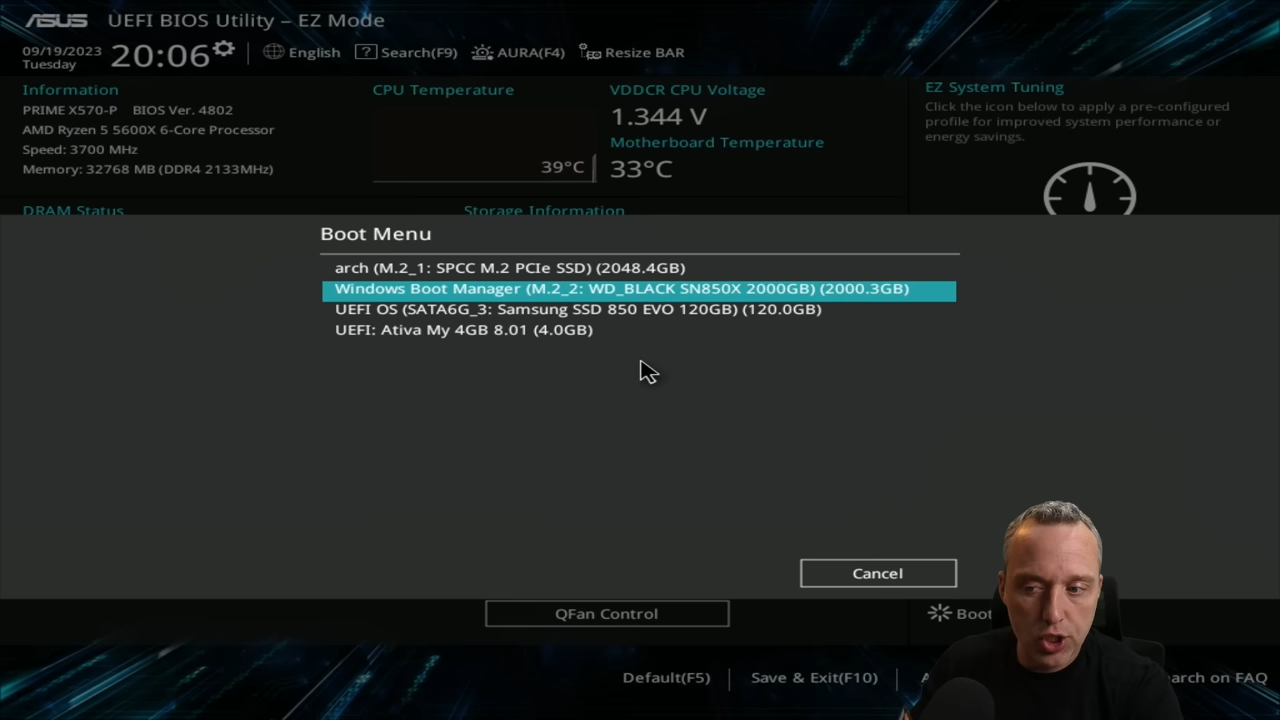 ASUS UEFI BIOS Utility – EZ Mode
09/19/2023
Tuesday
20:06
English
Search(F9)
AURA(F4)
Resize BAR
Information
PRIME X570-P BIOS Ver. 4802
AMD Ryzen 5 5600X 6-Core Processor
Speed: 3700 MHz
Memory: 32768 MB (DDR4 2133MHz)
CPU Temperature
39°C
VDDCR CPU Voltage
1.344 V
Motherboard Temperature
33°C
EZ System Tuning
Click the icon below to apply a pre-configured
profile for improved system performance or
energy savings.
DRAM Status
Storage Information
Boot Menu
arch (M.2_1: SPCC M.2 PCIe SSD) (2048.4GB)
Windows Boot Manager (M.2_2: WD_BLACK SN850X 2000GB) (2000.3GB)
UEFI OS (SATA6G_3: Samsung SSD 850 EVO 120GB) (120.0GB)
UEFI: Ativa My 4GB 8.01 (4.0GB)
Cancel
QFan Control
Boot
Default(F5)
Save & Exit(F10)
on FAQ